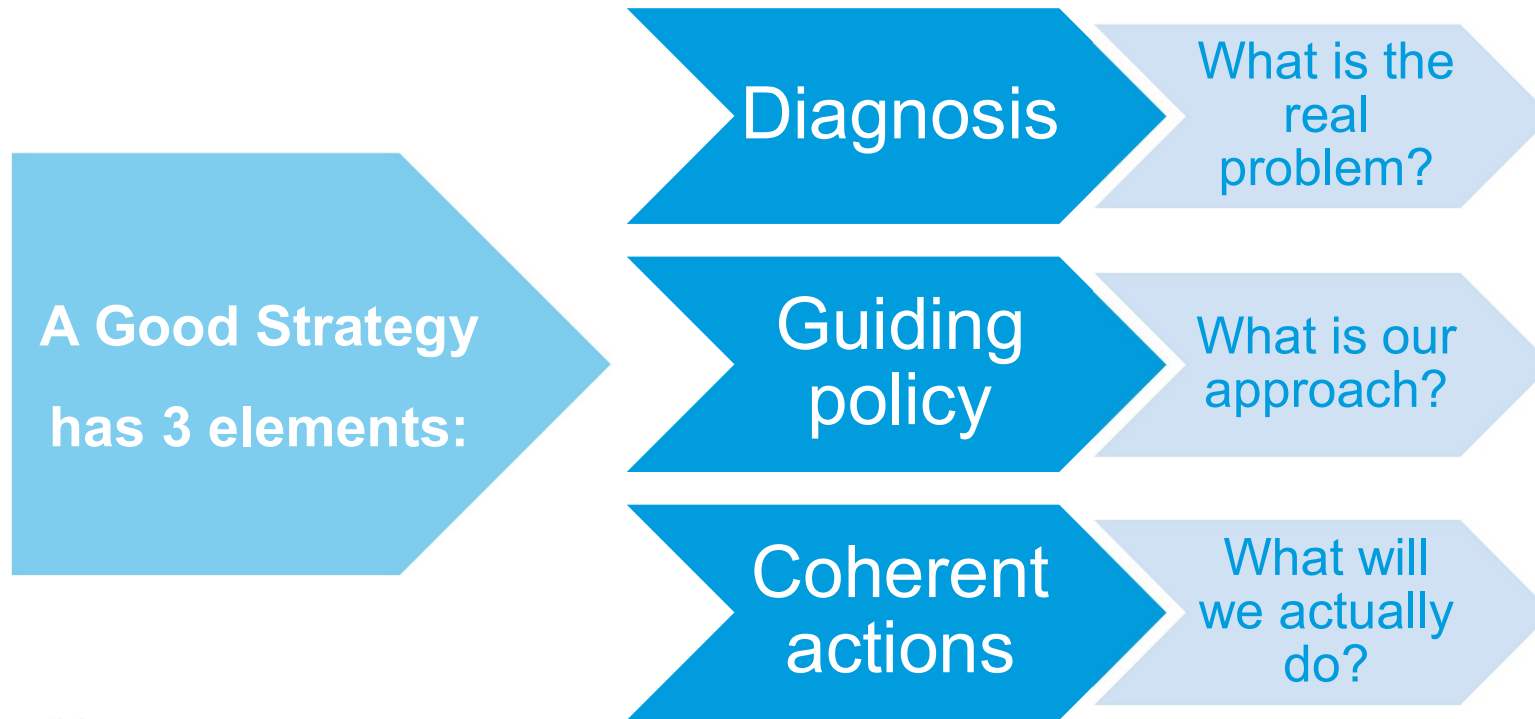 A Good Strategy
has 3 elements:
Diagnosis
What is the
real
problem?
Guiding
policy
What is our
approach?
Coherent
actions
What will
we actually
do?